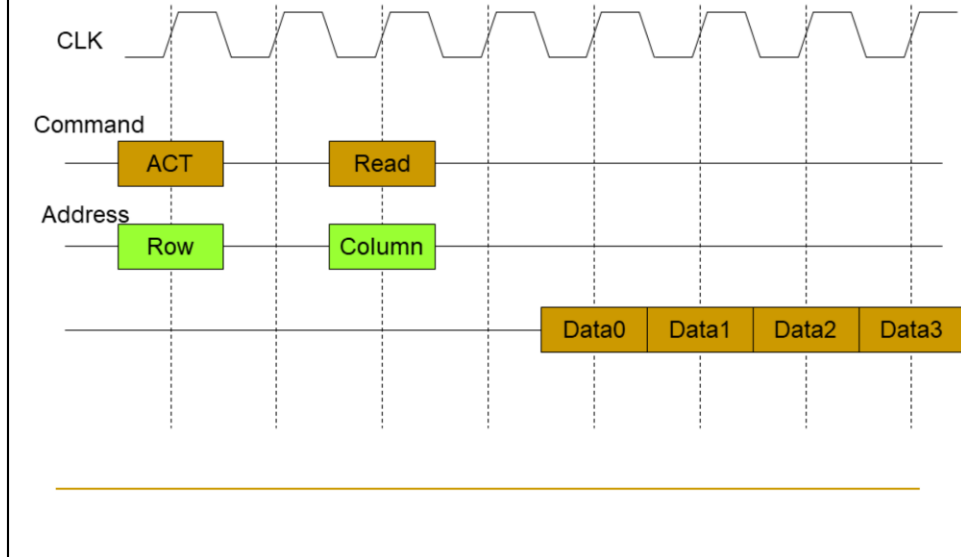 CLK
Command
ACT Read
Address
Row Column
Data0 Data1 Data2 Data3